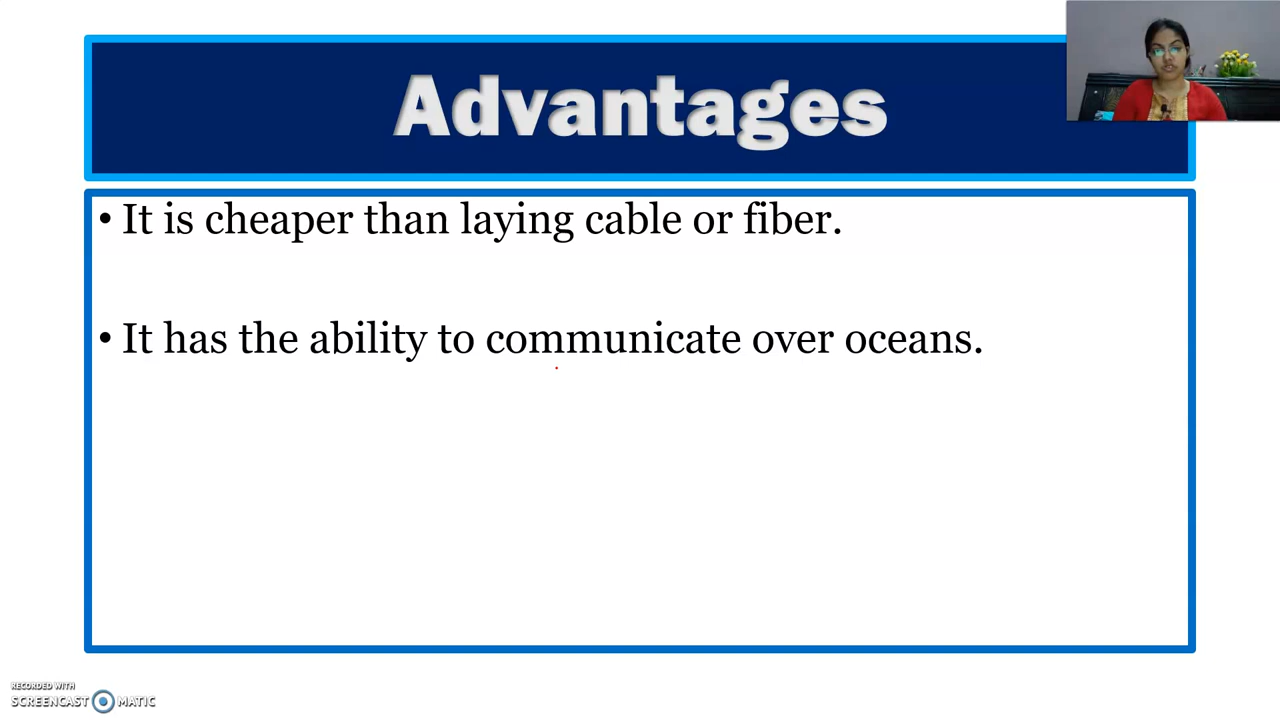 Advantages
• It is cheaper than laying cable or fiber.
• It has the ability to communicate over oceans.
RECORDED WITH
SCREENCAST MATIC